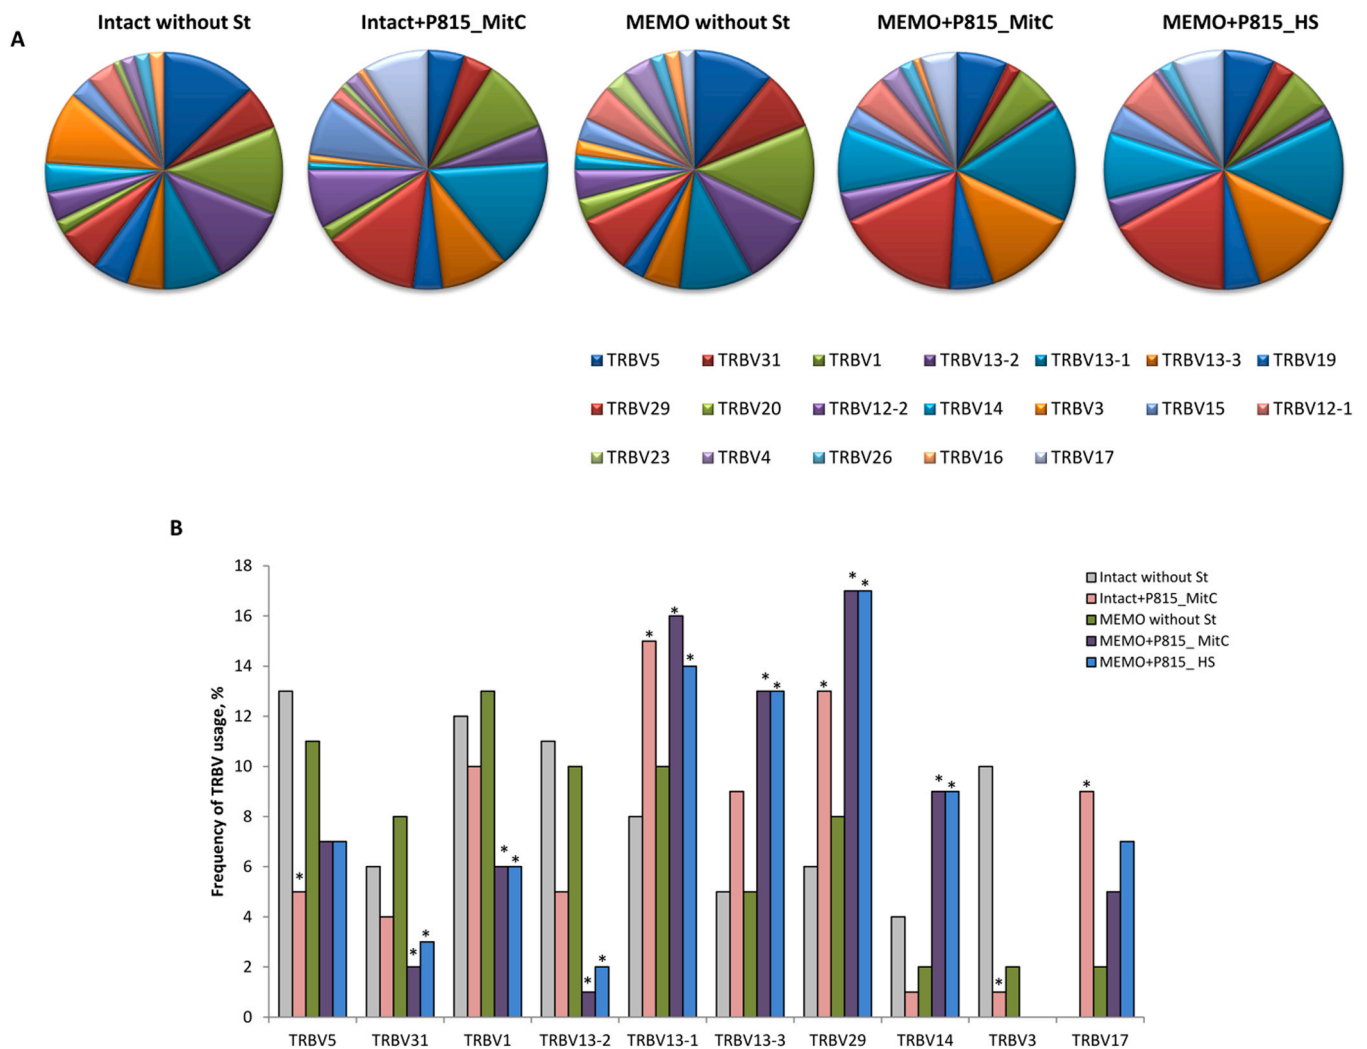 A
Intact without St Intact+P815_MitC MEMO without St MEMO+P815_MitC MEMO+P815_HS
TRBV5 TRBV31 TRBV1 TRBV13-2 TRBV13-1 TRBV13-3 TRBV19
TRBV29 TRBV20 TRBV12-2 TRBV14 TRBV3 TRBV15 TRBV12-1
TRBV23 TRBV4 TRBV26 TRBV16 TRBV17
B
Frequency of TRBV usage, %
18
16
14
12
10
8
6
4
2
0
* * * * * * * * * * * * * * * * * * * *
TRBV5 TRBV31 TRBV1 TRBV13-2 TRBV13-1 TRBV13-3 TRBV29 TRBV14 TRBV3 TRBV17
Intact without St
Intact+P815_MitC
MEMO without St
MEMO+P815_ MitC
MEMO+P815_ HS